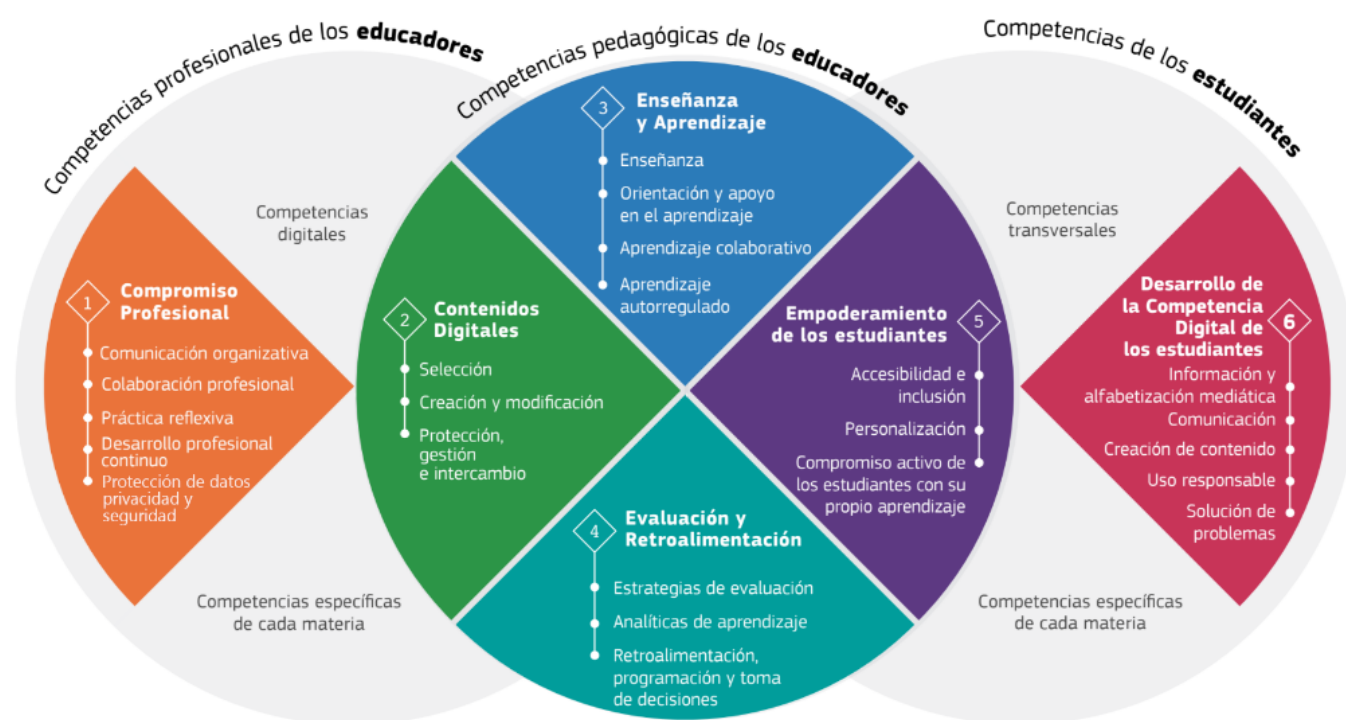 Competencias profesionales de los educadores
Competencias pedagógicas de los educadores
Competencias de los estudiantes
Competencias
digitales
Competencias específicas
de cada materia
1
Compromiso
Profesional
Comunicación organizativa
Colaboración profesional
Práctica reflexiva
Desarrollo profesional
continuo
Protección de datos
privacidad y
seguridad
2
Contenidos
Digitales
Selección
Creación y modificación
Protección,
gestión
e intercambio
3
Enseñanza
y Aprendizaje
Enseñanza
Orientación y apoyo
en el aprendizaje
Aprendizaje colaborativo
Aprendizaje
autorregulado
4
Evaluación y
Retroalimentación
Estrategias de evaluación
Analíticas de aprendizaje
Retroalimentación,
programación y toma
de decisiones
5
Empoderamiento
de los estudiantes
Accesibilidad e
inclusión
Personalización
Compromiso activo de
los estudiantes con su
propio aprendizaje
Competencias
transversales
Competencias específicas
de cada materia
6
Desarrollo de
la Competencia
Digital de
los estudiantes
Información y
alfabetización mediática
Comunicación
Creación de contenido
Uso responsable
Solución de
problemas